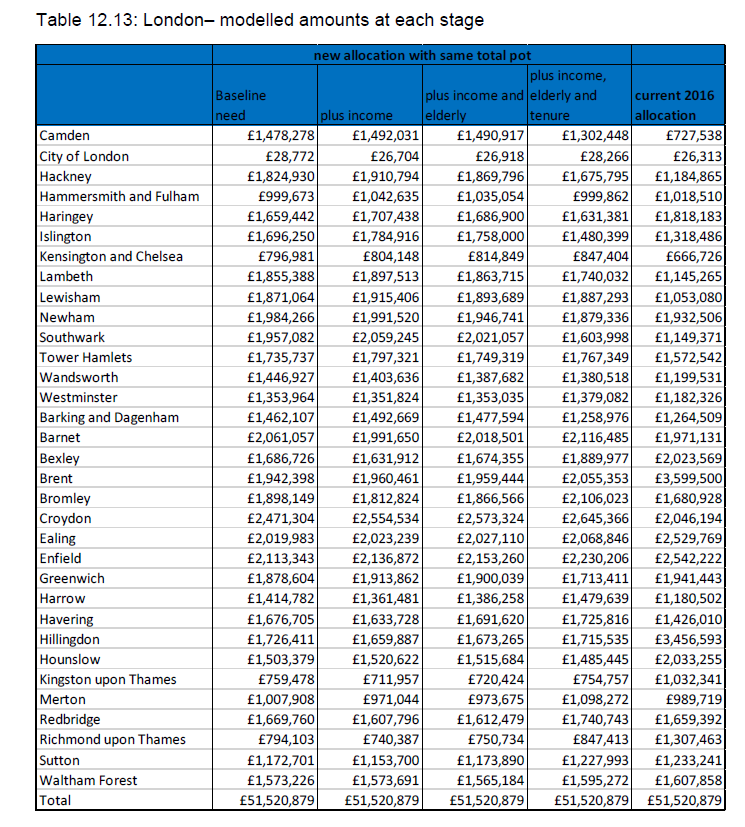 Table 12.13: London– modelled amounts at each stage
new allocation with same total pot
Baseline need plus income plus income and elderly plus income, elderly and tenure current 2016 allocation
Camden £1,478,278 £1,492,031 £1,490,917 £1,302,448 £727,538
City of London £28,772 £26,704 £26,918 £28,266 £26,313
Hackney £1,824,930 £1,910,794 £1,869,796 £1,675,795 £1,184,865
Hammersmith and Fulham £999,673 £1,042,635 £1,035,054 £999,862 £1,018,510
Haringey £1,659,442 £1,707,438 £1,686,900 £1,631,381 £1,818,183
Islington £1,696,250 £1,784,916 £1,758,000 £1,480,399 £1,318,486
Kensington and Chelsea £796,981 £804,148 £814,849 £847,404 £666,726
Lambeth £1,855,388 £1,897,513 £1,863,715 £1,740,032 £1,145,265
Lewisham £1,871,064 £1,915,406 £1,893,689 £1,887,293 £1,053,080
Newham £1,984,266 £1,991,520 £1,946,741 £1,879,336 £1,932,506
Southwark £1,957,082 £2,059,245 £2,021,057 £1,603,998 £1,149,371
Tower Hamlets £1,735,737 £1,797,321 £1,749,319 £1,767,349 £1,572,542
Wandsworth £1,446,927 £1,403,636 £1,387,682 £1,380,518 £1,199,531
Westminster £1,353,964 £1,351,824 £1,353,035 £1,379,082 £1,182,326
Barking and Dagenham £1,462,107 £1,492,669 £1,477,594 £1,258,976 £1,264,509
Barnet £2,061,057 £1,991,650 £2,018,501 £2,116,485 £1,971,131
Bexley £1,686,726 £1,631,912 £1,674,355 £1,889,977 £2,023,569
Brent £1,942,398 £1,960,461 £1,959,444 £2,055,353 £3,599,500
Bromley £1,898,149 £1,812,824 £1,866,566 £2,106,023 £1,680,928
Croydon £2,471,304 £2,554,534 £2,573,324 £2,645,366 £2,046,194
Ealing £2,019,983 £2,023,239 £2,027,110 £2,068,846 £2,529,769
Enfield £2,113,343 £2,136,872 £2,153,260 £2,230,206 £2,542,222
Greenwich £1,878,604 £1,913,862 £1,900,039 £1,713,411 £1,941,443
Harrow £1,414,782 £1,361,481 £1,386,258 £1,479,639 £1,180,502
Havering £1,676,705 £1,633,728 £1,691,620 £1,725,816 £1,426,010
Hillingdon £1,726,411 £1,659,887 £1,673,265 £1,715,535 £3,456,593
Hounslow £1,503,379 £1,520,622 £1,515,684 £1,485,445 £2,033,255
Kingston upon Thames £759,478 £711,957 £720,424 £754,757 £1,032,341
Merton £1,007,908 £971,044 £973,675 £1,098,272 £989,719
Redbridge £1,669,760 £1,607,796 £1,612,479 £1,740,743 £1,659,392
Richmond upon Thames £794,103 £740,387 £750,734 £847,413 £1,307,463
Sutton £1,172,701 £1,153,700 £1,173,890 £1,227,993 £1,233,241
Waltham Forest £1,573,226 £1,573,691 £1,565,184 £1,595,272 £1,607,858
Total £51,520,879 £51,520,879 £51,520,879 £51,520,879 £51,520,879